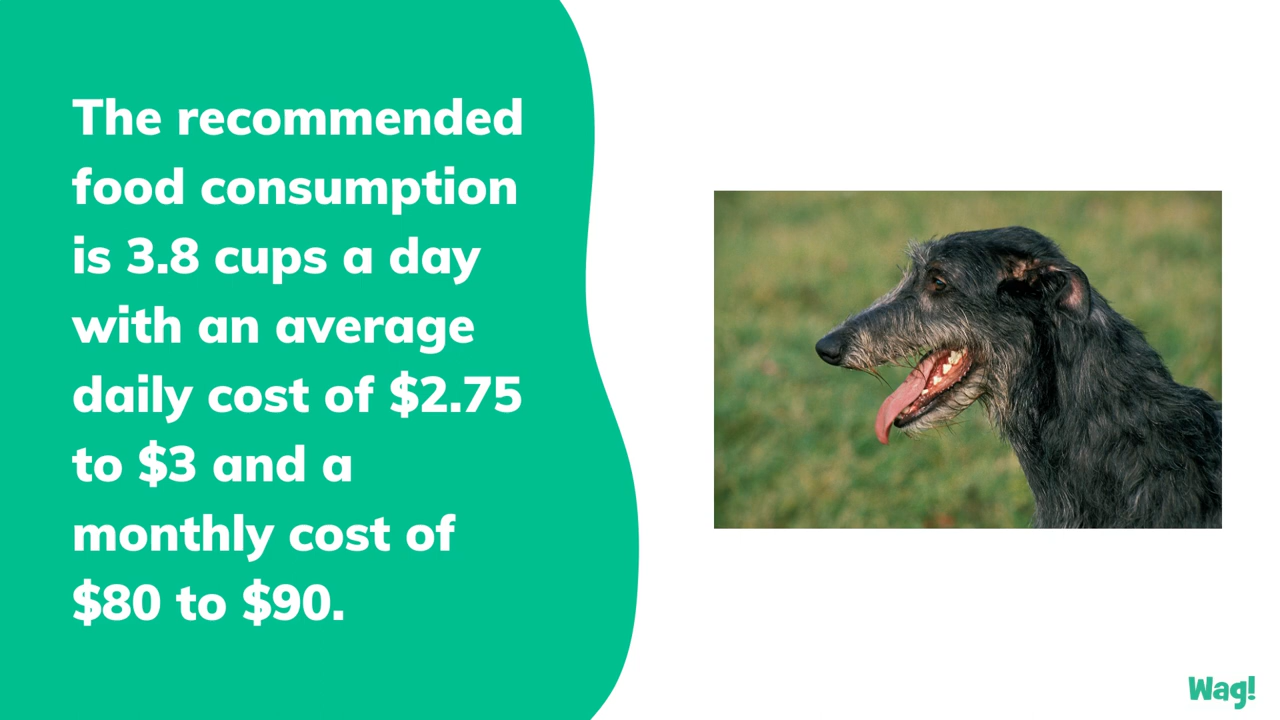 The recommended
food consumption
is 3.8 cups a day
with an average
daily cost of $2.75
to $3 and a
monthly cost of
$80 to $90.
Wag!